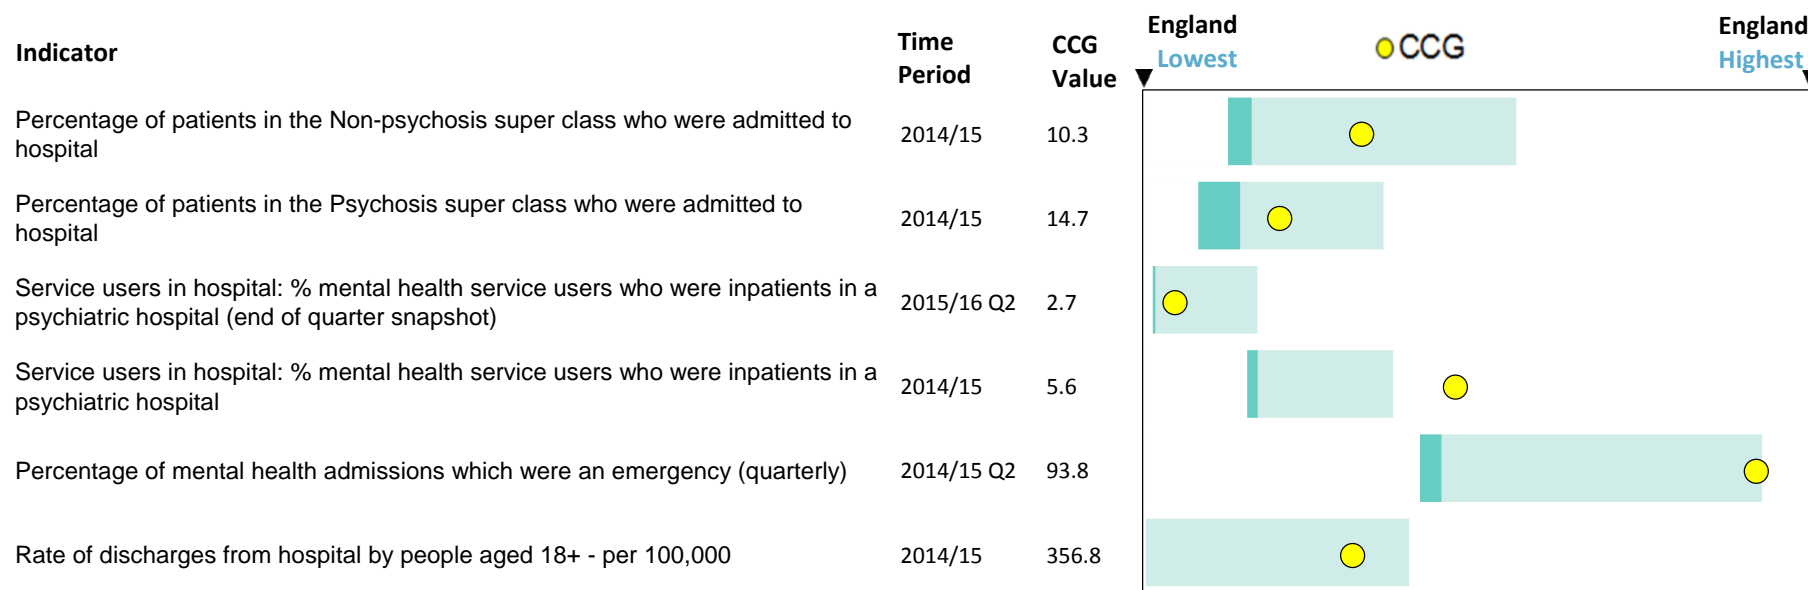 Indicator
Time Period
CCG Value
England Lowest
CCG
England Highest
Percentage of patients in the Non-psychosis super class who were admitted to
hospital
2014/15
10.3
Percentage of patients in the Psychosis super class who were admitted to
hospital
2014/15
14.7
Service users in hospital: % mental health service users who were inpatients in a
psychiatric hospital (end of quarter snapshot)
2015/16 Q2
2.7
Service users in hospital: % mental health service users who were inpatients in a
psychiatric hospital
2014/15
5.6
Percentage of mental health admissions which were an emergency (quarterly)
2014/15 Q2
93.8
Rate of discharges from hospital by people aged 18+ - per 100,000
2014/15
356.8